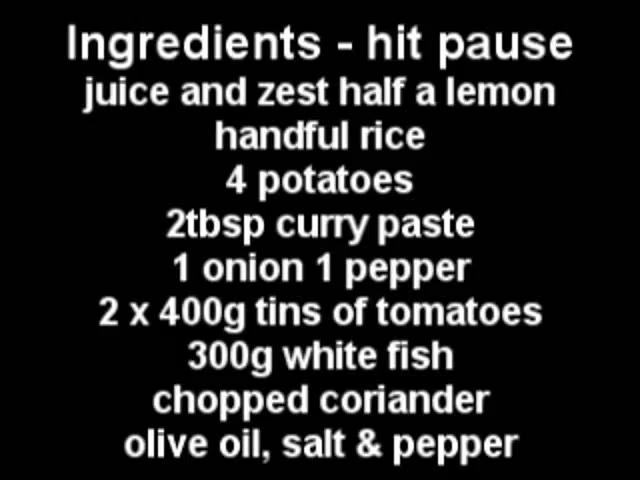 Ingredients - hit pause
juice and zest half a lemon
handful rice
4 potatoes
2tbsp curry paste
1 onion 1 pepper
2 x 400g tins of tomatoes
300g white fish
chopped coriander
olive oil, salt & pepper